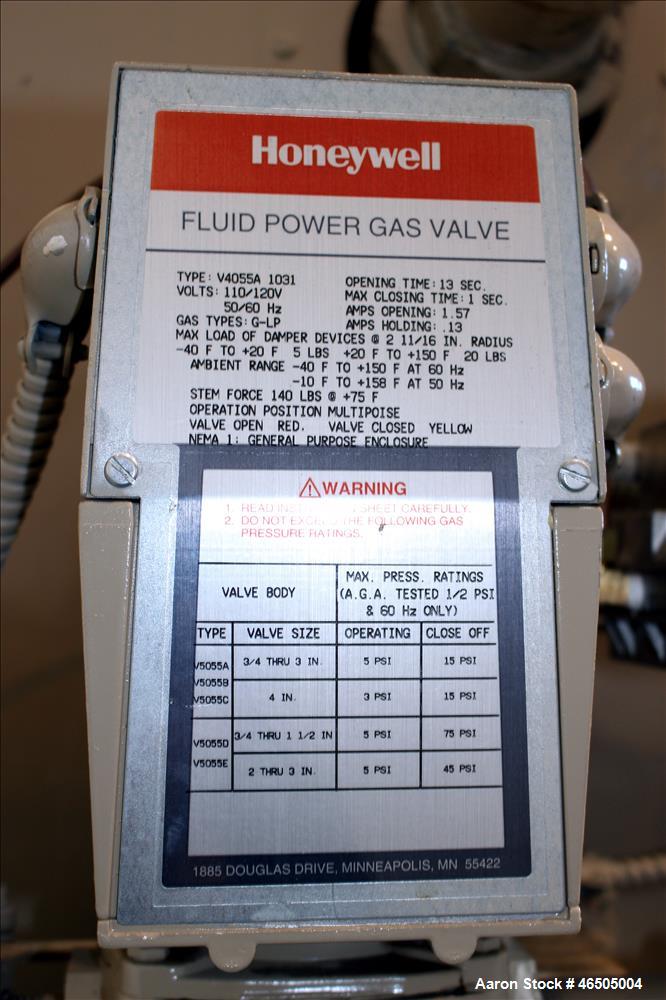 Honeywell
FLUID POWER GAS VALVE
TYPE: V4055A 1031
VOLTS: 110/120V
50/60 Hz
GAS TYPES: G-LP
OPENING TIME: 13 SEC.
MAX CLOSING TIME: 1 SEC.
AMPS OPENING: 1.57
AMPS HOLDING: .13
MAX LOAD OF DAMPER DEVICES @ 2 11/16 IN. RADIUS
-40 F TO +20 F 5 LBS +20 F TO +150 F 20 LBS
AMBIENT RANGE -40 F TO +150 F AT 60 Hz
-10 F TO +158 F AT 50 Hz
STEM FORCE 140 LBS @ +75 F
OPERATION POSITION MULTIPOISE
VALVE OPEN RED. VALVE CLOSED YELLOW
NEMA 1: GENERAL PURPOSE ENCLOSURE
WARNING
1. READ SHEET CAREFULLY.
2. DO NOT EXCEED THE FOLLOWING GAS
PRESSURE RATINGS.
VALVE BODY
MAX. PRESS. RATINGS
(A.G.A. TESTED 1/2 PSI
& 60 Hz ONLY)
TYPE VALVE SIZE OPERATING CLOSE OFF
V5055A
V5055B
V5055C
3/4 THRU 3 IN. 5 PSI 15 PSI
4 IN. 3 PSI 15 PSI
V5055D
V5055E
3/4 THRU 1 1/2 IN 5 PSI 75 PSI
2 THRU 3 IN. 5 PSI 45 PSI
1885 DOUGLAS DRIVE, MINNEAPOLIS, MN 55422
Aaron Stock # 46505004